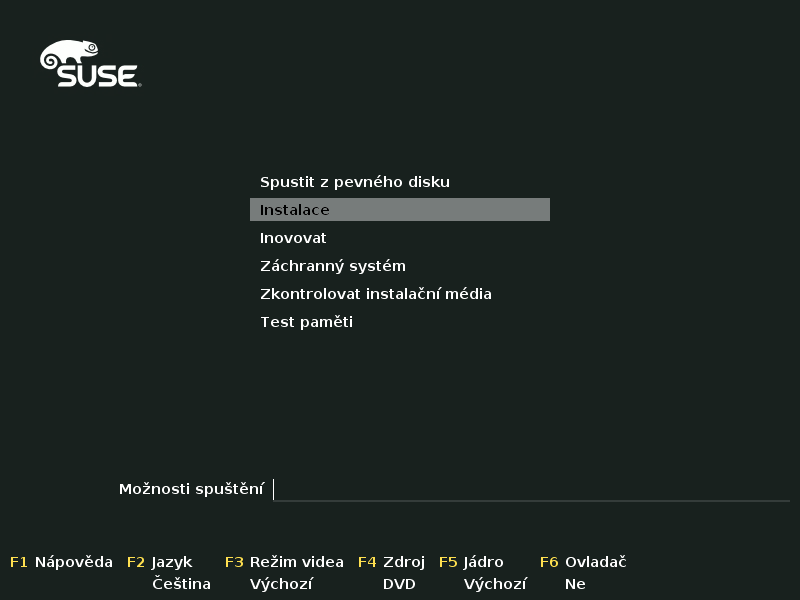 SUSE
Spustit z pevného disku
Instalace
Inovovat
Záchranný systém
Zkontrolovat instalační média
Test paměti
Možnosti spuštění
F1 Nápověda F2 Jazyk F3 Režim videa F4 Zdroj F5 Jádro F6 Ovladač
Čeština Výchozí DVD Výchozí Ne